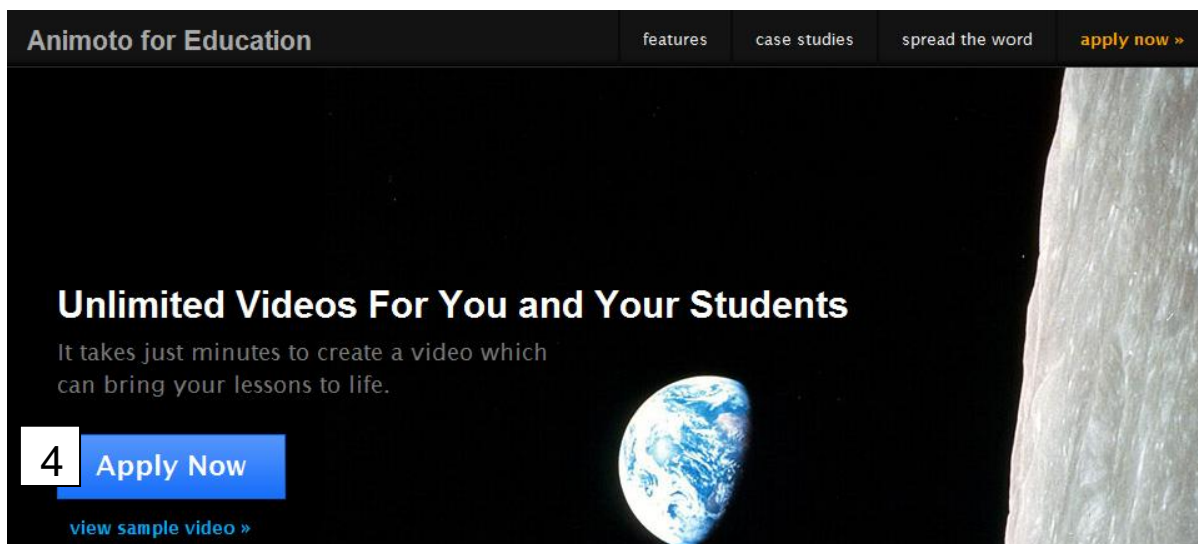 Animoto for Education
features case studies spread the word apply now »
Unlimited Videos For You and Your Students
It takes just minutes to create a video which
can bring your lessons to life.
4 Apply Now
view sample video »